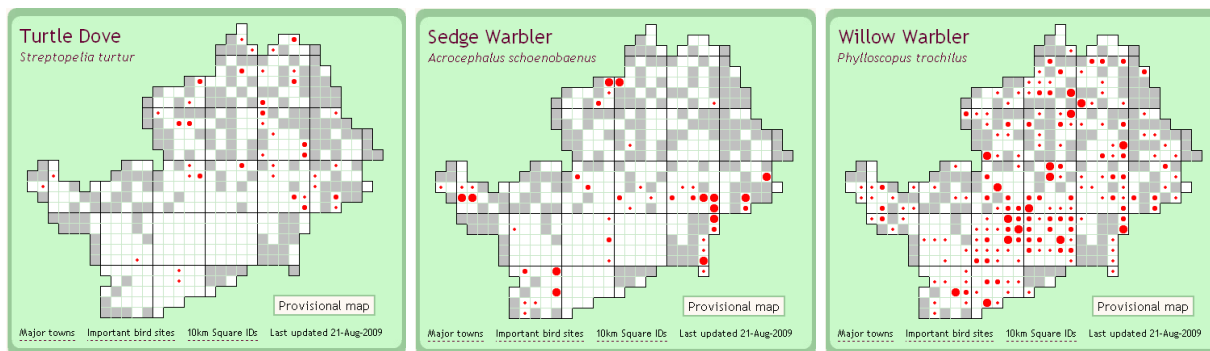 Turtle Dove
Streptopelia turtur
Provisional map
Major towns Important bird sites 10km Square IDs Last updated 21-Aug-2009
Sedge Warbler
Acrocephalus schoenobaenus
Provisional map
Major towns Important bird sites 10km Square IDs Last updated 21-Aug-2009
Willow Warbler
Phylloscopus trochilus
Provisional map
Major towns Important bird sites 10km Square IDs Last updated 21-Aug-2009